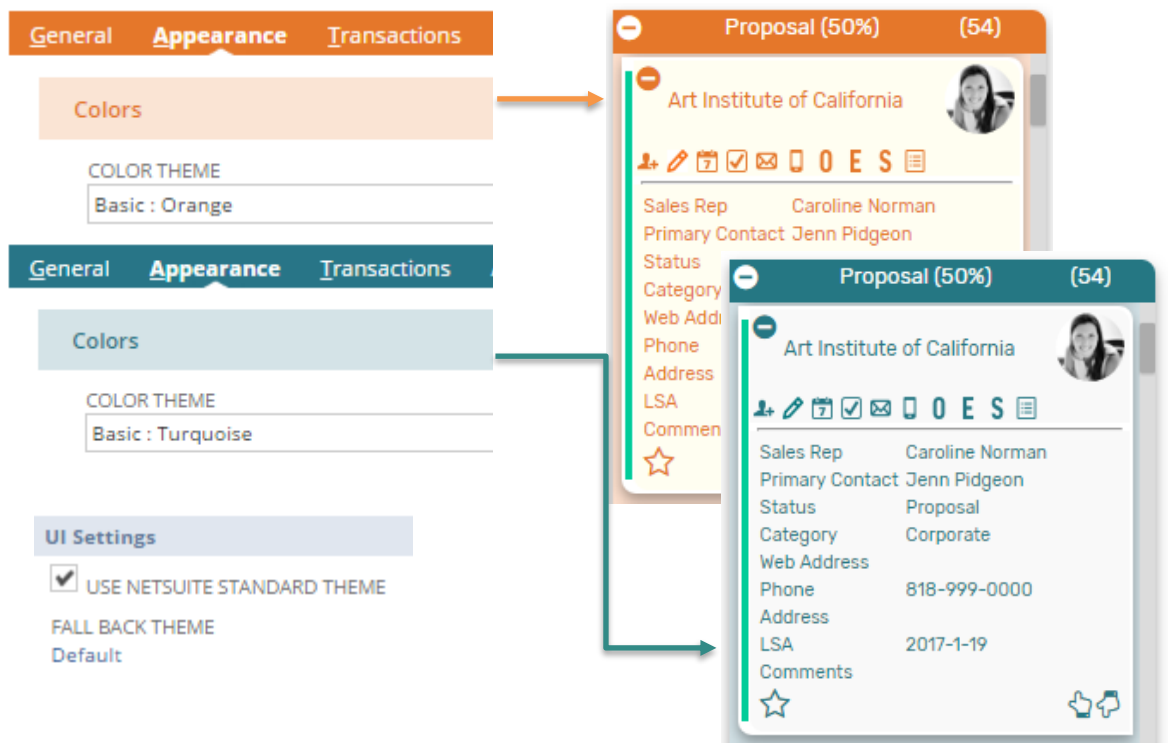 General Appearance Transactions
Colors
COLOR THEME
Basic : Orange
General Appearance Transactions
Colors
COLOR THEME
Basic : Turquoise
UI Settings
USE NETSUITE STANDARD THEME
FALL BACK THEME
Default
Proposal (50%) (54)
Art Institute of California
7 O E S
Sales Rep Caroline Norman
Primary Contact Jenn Pidgeon
Status
Category
Web Addr
Phone
Address
LSA
Commen
Proposal (50%) (54)
Art Institute of California
7 O E S
Sales Rep Caroline Norman
Primary Contact Jenn Pidgeon
Status Proposal
Category Corporate
Web Address
Phone 818-999-0000
Address
LSA 2017-1-19
Comments